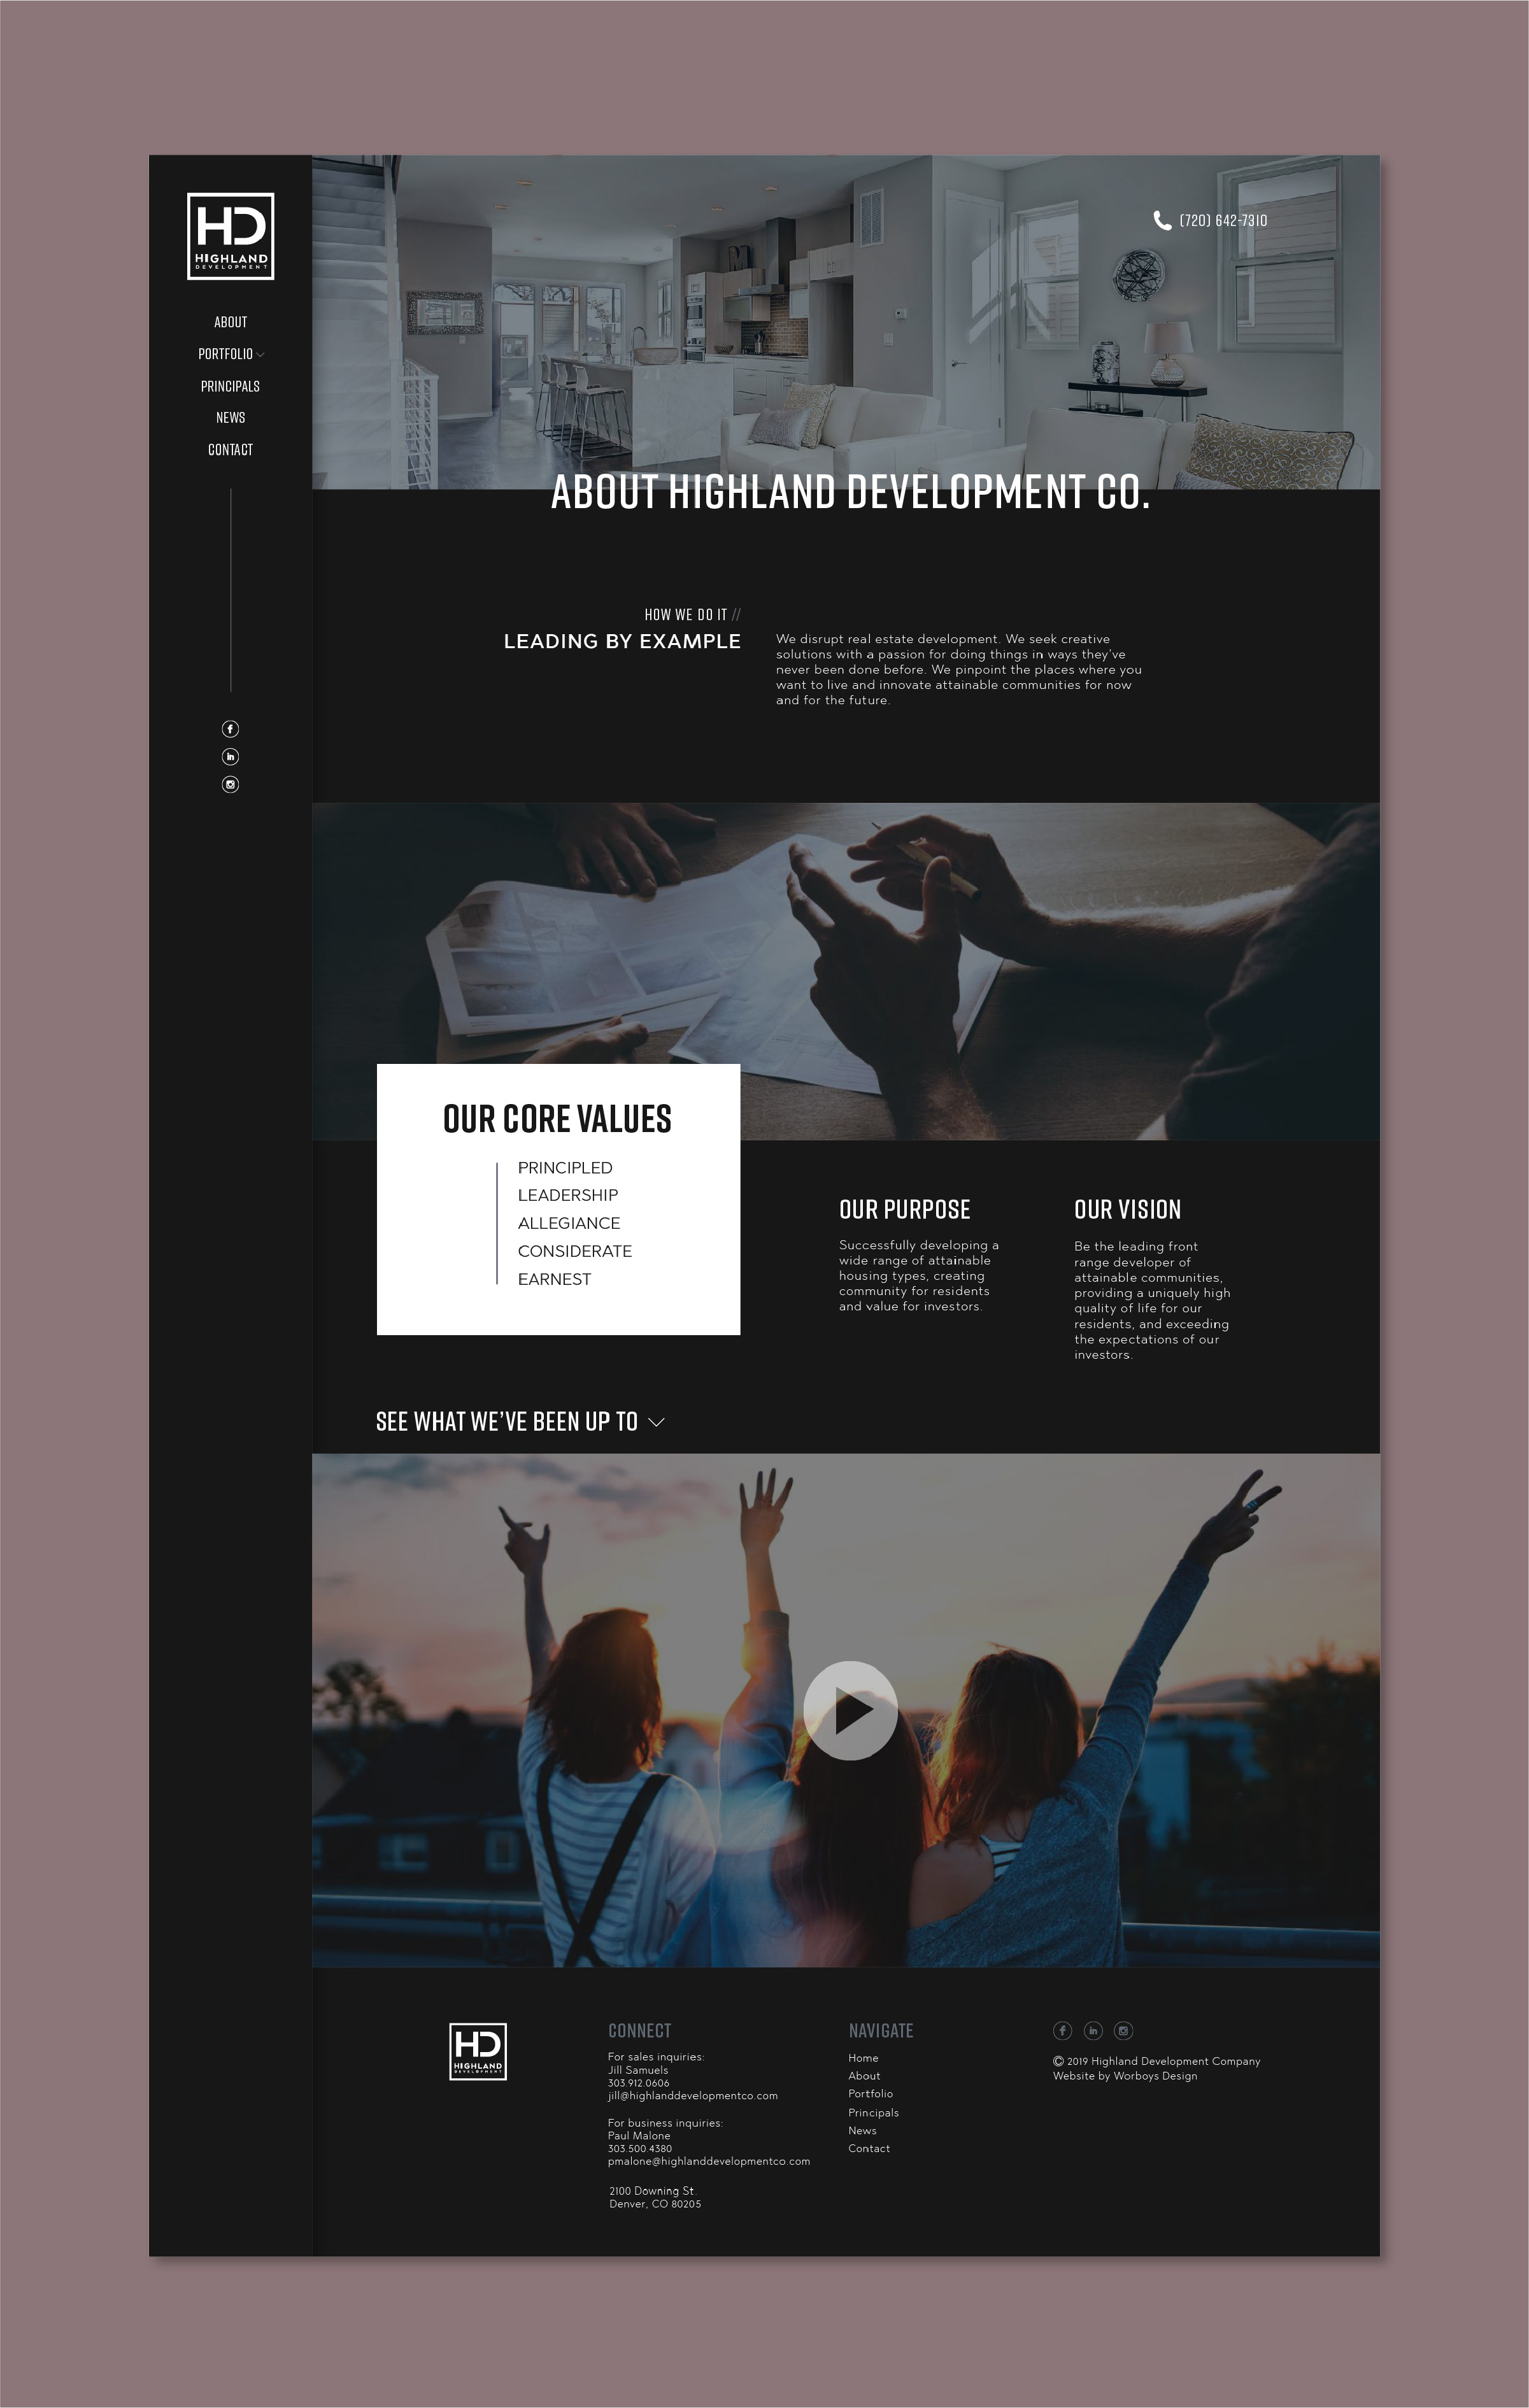 HD
HIGHLAND
DEVELOPMENT
ABOUT
PORTFOLIO
PRINCIPALS
NEWS
CONTACT
(720) 642-7310
ABOUT HIGHLAND DEVELOPMENT CO.
HOW WE DO IT //
LEADING BY EXAMPLE
We disrupt real estate development. We seek creative
solutions with a passion for doing things in ways they've
never been done before. We pinpoint the places where you
want to live and innovate attainable communities for now
and for the future.
OUR CORE VALUES
PRINCIPLED
LEADERSHIP
ALLEGIANCE
CONSIDERATE
EARNEST
OUR PURPOSE
Successfully developing a
wide range of attainable
housing types, creating
community for residents
and value for investors.
OUR VISION
Be the leading front
range developer of
attainable communities,
providing a uniquely high
quality of life for our
residents, and exceeding
the expectations of our
investors.
SEE WHAT WE'VE BEEN UP TO
HD
HIGHLAND
DEVELOPMENT
CONNECT
For sales inquiries:
Jill Samuels
303.912.0606
jill@highlanddevelopmentco.com
For business inquiries:
Paul Malone
303.500.4380
pmalone@highlanddevelopmentco.com
2100 Downing St.
Denver, CO 80205
NAVIGATE
Home
About
Portfolio
Principals
News
Contact
© 2019 Highland Development Company
Website by Worboys Design